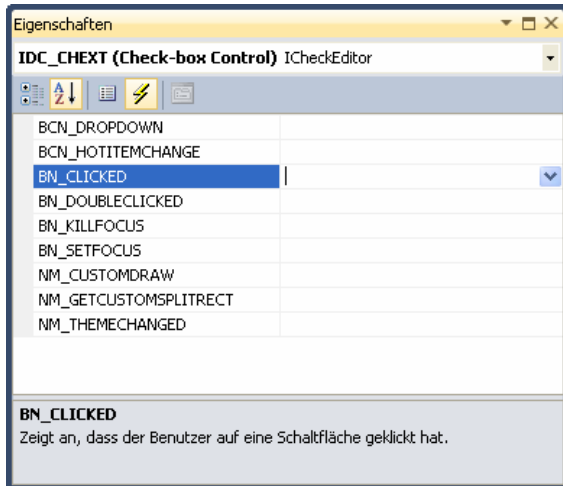 Eigenschaften
IDC_CHEXT (Check-box Control) ICheckEditor
BCN_DROPDOWN
BCN_HOTITEMCHANGE
BN_CLICKED
BN_DOUBLECLICKED
BN_KILLFOCUS
BN_SETFOCUS
NM_CUSTOMDRAW
NM_GETCUSTOMSPLITRECT
NM_THEMECHANGED
BN_CLICKED
Zeigt an, dass der Benutzer auf eine Schaltfläche geklickt hat.